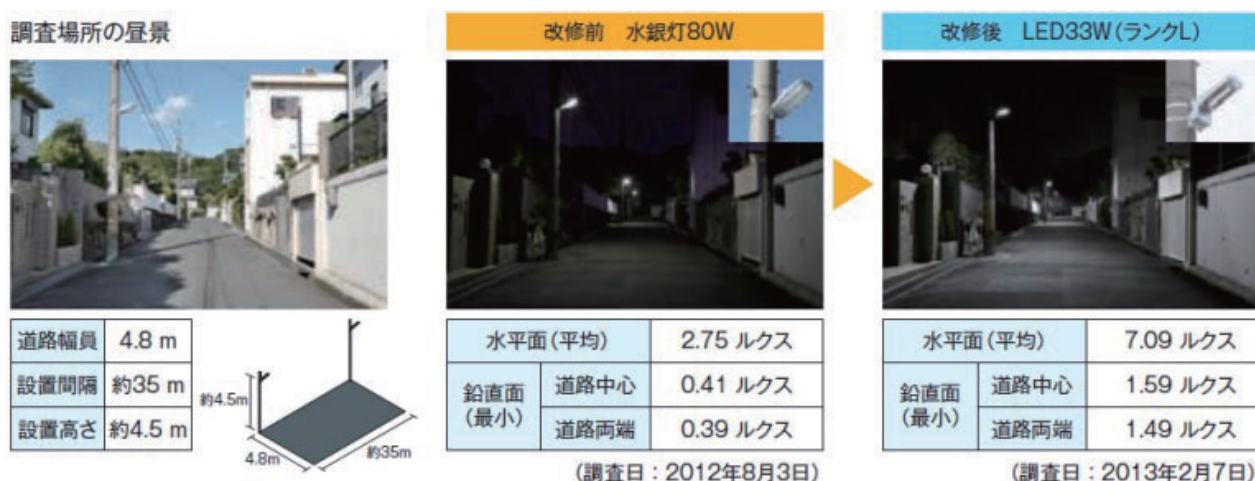 調査場所の昼景
改修前 水銀灯80W
改修後 LED33W(ランクL)
道路幅員 4.8 m
設置間隔 約35 m
設置高さ 約4.5 m
約4.5m
4.8m
約35m
水平面(平均) 2.75 ルクス
鉛直面(最小) 道路中心 0.41 ルクス
道路両端 0.39 ルクス
(調査日:2012年8月3日)
水平面(平均) 7.09 ルクス
鉛直面(最小) 道路中心 1.59 ルクス
道路両端 1.49 ルクス
(調査日:2013年2月7日)